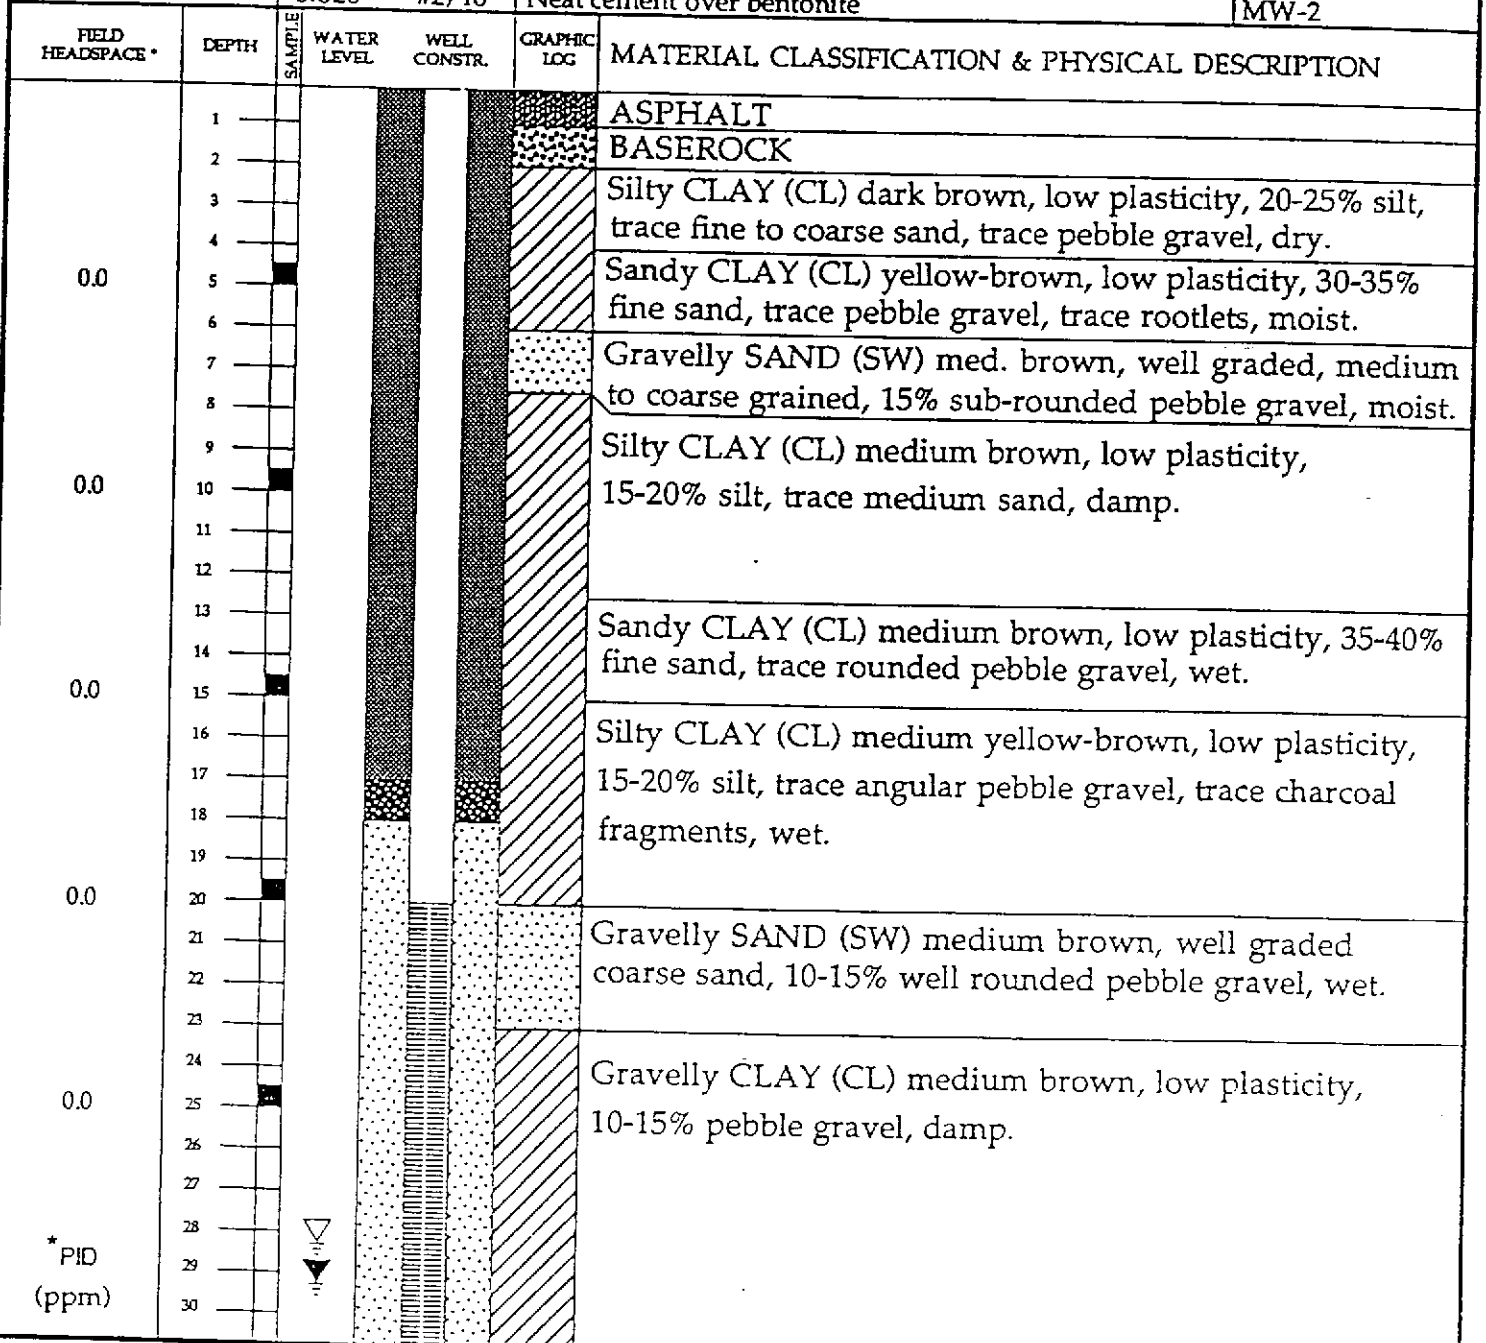 Neat cement over bentonite
MW-2
FIELD HEADSPACE *
DEPTH
SAMPLE
WATER LEVEL
WELL CONSTR.
GRAPHIC LOG
MATERIAL CLASSIFICATION & PHYSICAL DESCRIPTION
1
ASPHALT
2
BASEROCK
3
Silty CLAY (CL) dark brown, low plasticity, 20-25% silt,
4
trace fine to coarse sand, trace pebble gravel, dry.
0.0
5
Sandy CLAY (CL) yellow-brown, low plasticity, 30-35%
6
fine sand, trace pebble gravel, trace rootlets, moist.
7
Gravelly SAND (SW) med. brown, well graded, medium
8
to coarse grained, 15% sub-rounded pebble gravel, moist.
9
Silty CLAY (CL) medium brown, low plasticity,
0.0
10
15-20% silt, trace medium sand, damp.
11
12
13
Sandy CLAY (CL) medium brown, low plasticity, 35-40%
14
fine sand, trace rounded pebble gravel, wet.
0.0
15
16
Silty CLAY (CL) medium yellow-brown, low plasticity,
17
15-20% silt, trace angular pebble gravel, trace charcoal
18
fragments, wet.
19
0.0
20
21
Gravelly SAND (SW) medium brown, well graded
22
coarse sand, 10-15% well rounded pebble gravel, wet.
23
24
Gravelly CLAY (CL) medium brown, low plasticity,
0.0
25
10-15% pebble gravel, damp.
26
27
28
*PID
29
(ppm)
30